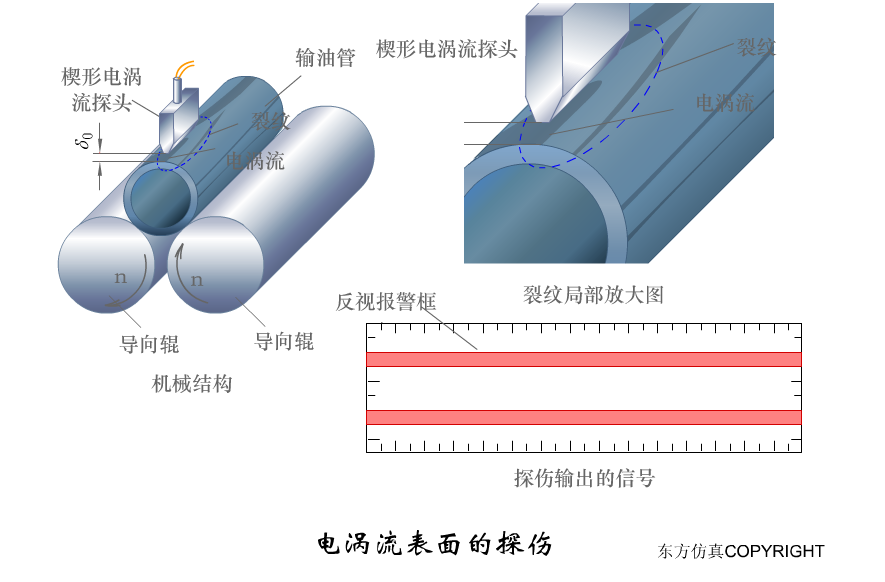 楔形电涡
流探头
输油管
裂纹
电涡流
δ0
n
n
导向辊
导向辊
机械结构
楔形电涡流探头
裂纹
电涡流
裂纹局部放大图
反视报警框
探伤输出的信号
电涡流表面的探伤
东方仿真COPYRIGHT